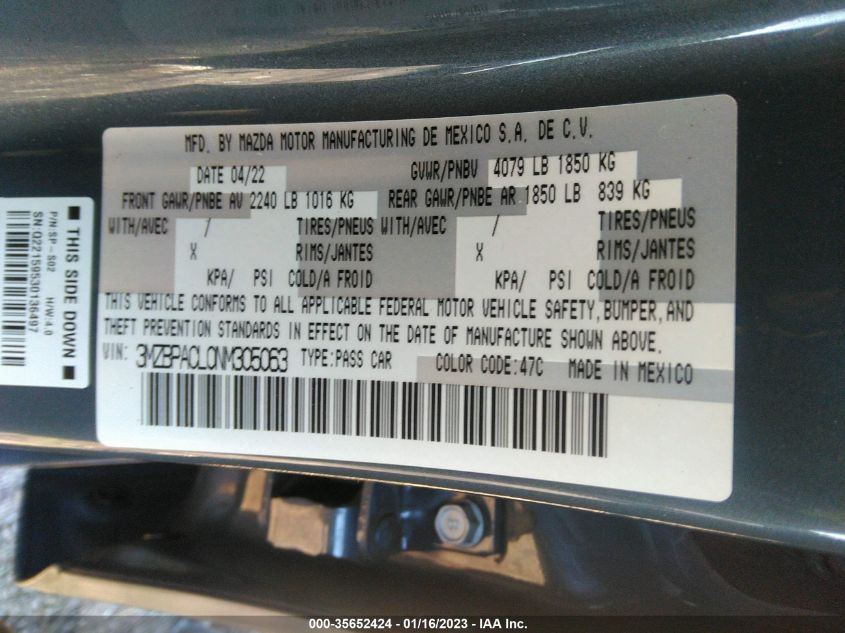 MFD. BY MAZDA MOTOR MANUFACTURING DE MEXICO S.A. DE C.V.
DATE 04/22 GVWR/PNBV 4079 LB 1850 KG
FRONT GAWR/PNBE AV 2240 LB 1016 KG REAR GAWR/PNBE AR 1850 LB 839 KG
WITH/AVEC / TIRES/PNEUS WITH/AVEC / TIRES/PNEUS
X RIMS/JANTES X RIMS/JANTES
KPA/ PSI COLD/A FROID KPA/ PSI COLD/A FROID
THIS VEHICLE CONFORMS TO ALL APPLICABLE FEDERAL MOTOR VEHICLE SAFETY, BUMPER, AND
THEFT PREVENTION STANDARDS IN EFFECT ON THE DATE OF MANUFACTURE SHOWN ABOVE.
VIN: 3MZBPACL0NM305063 TYPE:PASS CAR COLOR CODE:47C MADE IN MEXICO
THIS SIDE DOWN
P/N:SP-S02 H/W:4.0
SN:Q22159530136497
000-35652424 - 01/16/2023 - IAA Inc.